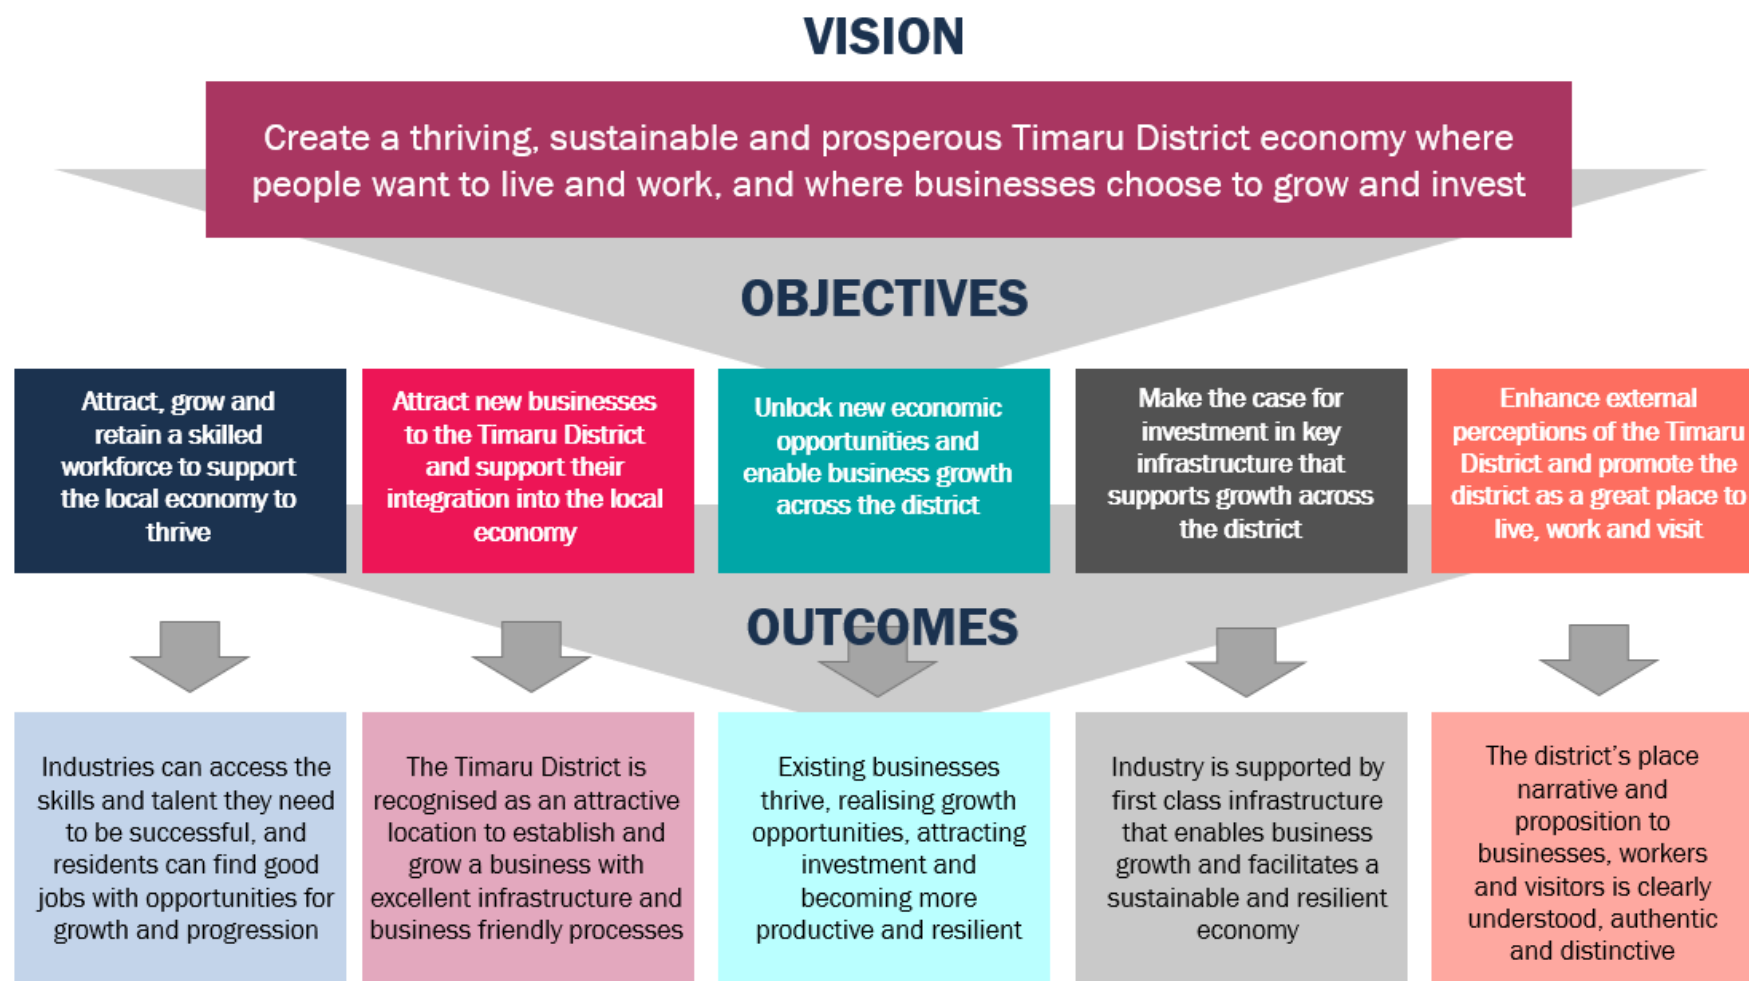 VISION
Create a thriving, sustainable and prosperous Timaru District economy where
people want to live and work, and where businesses choose to grow and invest
OBJECTIVES
Attract, grow and
retain a skilled
workforce to support
the local economy to
thrive
Attract new businesses
to the Timaru District
and support their
integration into the local
economy
Unlock new economic
opportunities and
enable business growth
across the district
Make the case for
investment in key
infrastructure that
supports growth across
the district
Enhance external
perceptions of the Timaru
District and promote the
district as a great place to
live, work and visit
OUTCOMES
Industries can access the
skills and talent they need
to be successful, and
residents can find good
jobs with opportunities for
growth and progression
The Timaru District is
recognised as an attractive
location to establish and
grow a business with
excellent infrastructure and
business friendly processes
Existing businesses
thrive, realising growth
opportunities, attracting
investment and
becoming more
productive and resilient
Industry is supported by
first class infrastructure
that enables business
growth and facilitates a
sustainable and resilient
economy
The district's place
narrative and
proposition to
businesses, workers
and visitors is clearly
understood, authentic
and distinctive